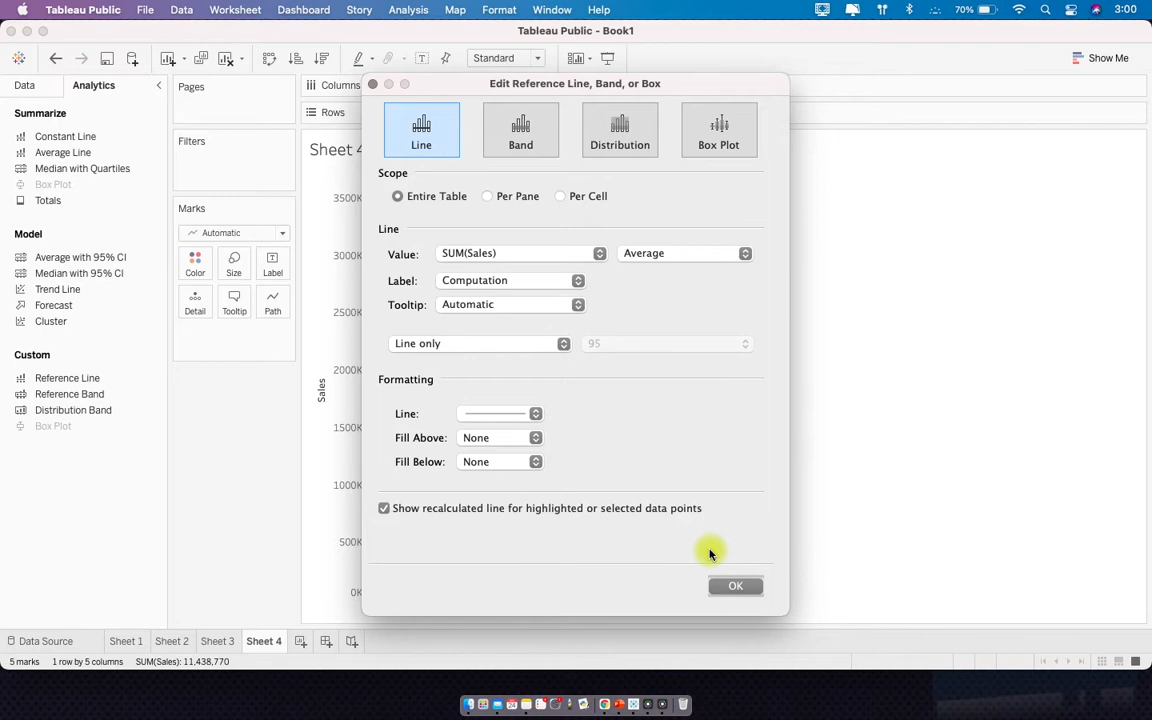 Tableau Public File Data Worksheet Dashboard Story Analysis Map Format Window Help 70% 3:00
Tableau Public - Book1
Standard Show Me
Data Analytics
Pages
Columns
Rows
Summarize
Constant Line
Average Line
Median with Quartiles
Box Plot
Totals
Model
Average with 95% CI
Median with 95% CI
Trend Line
Forecast
Cluster
Custom
Reference Line
Reference Band
Distribution Band
Box Plot
Filters
Marks
Automatic
Color Size Label
Detail Tooltip Path
Sheet 4
Sales
3500K
3000K
2500K
2000K
1500K
1000K
500K
0K
Edit Reference Line, Band, or Box
Line Band Distribution Box Plot
Scope
Entire Table Per Pane Per Cell
Line
Value: SUM(Sales) Average
Label: Computation
Tooltip: Automatic
Line only 95
Formatting
Line:
Fill Above: None
Fill Below: None
Show recalculated line for highlighted or selected data points
OK
Data Source Sheet 1 Sheet 2 Sheet 3 Sheet 4
5 marks 1 row by 5 columns SUM(Sales): 11,438,770